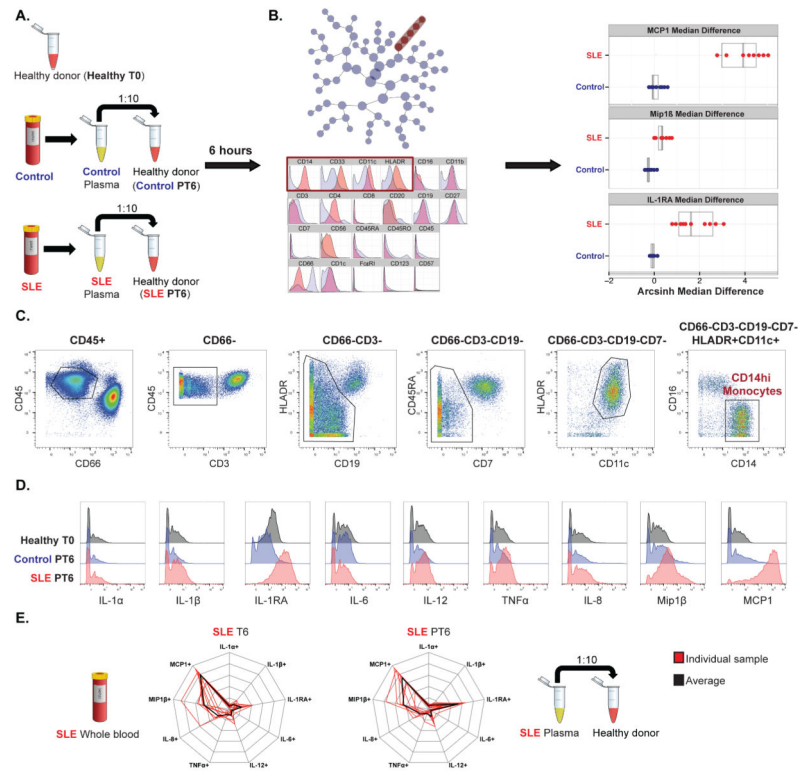 A.
Healthy donor (Healthy T0)
1:10
Control
Control
Plasma
Healthy donor
(Control PT6)
1:10
SLE
SLE
Plasma
Healthy donor
(SLE PT6)
6 hours
B.
CD14 CD33 CD11c HLADR CD16 CD11b
CD3 CD4 CD8 CD20 CD19 CD27
CD7 CD56 CD45RA CD45RO CD45
CD66 CD1c FcεRI CD123 CD57
MCP1 Median Difference
SLE
Control
Mip1ß Median Difference
SLE
Control
IL-1RA Median Difference
SLE
Control
-4 -2 0 2 4
Arcsinh Median Difference
C.
CD45+
CD45
CD66
CD66-
CD45
CD3
CD66-CD3-
HLADR
CD19
CD66-CD3-CD19-
CD45RA
CD7
CD66-CD3-CD19-CD7-
HLADR
CD11c
CD66-CD3-CD19-CD7-
HLADR+CD11c+
CD16
CD14hi
Monocytes
CD14
D.
Healthy T0
Control PT6
SLE PT6
IL-1α IL-1β IL-1RA IL-6 IL-12 TNFα IL-8 Mip1β MCP1
E.
SLE Whole blood
SLE T6
IL-1α+
IL-1β+
IL-1RA+
IL-6+
IL-12+
TNFα+
IL-8+
MIP1β+
MCP1+
SLE PT6
IL-1α+
IL-1β+
IL-1RA+
IL-6+
IL-12+
TNFα+
IL-8+
MIP1β+
MCP1+
1:10
SLE Plasma
Healthy donor
Individual sample
Average